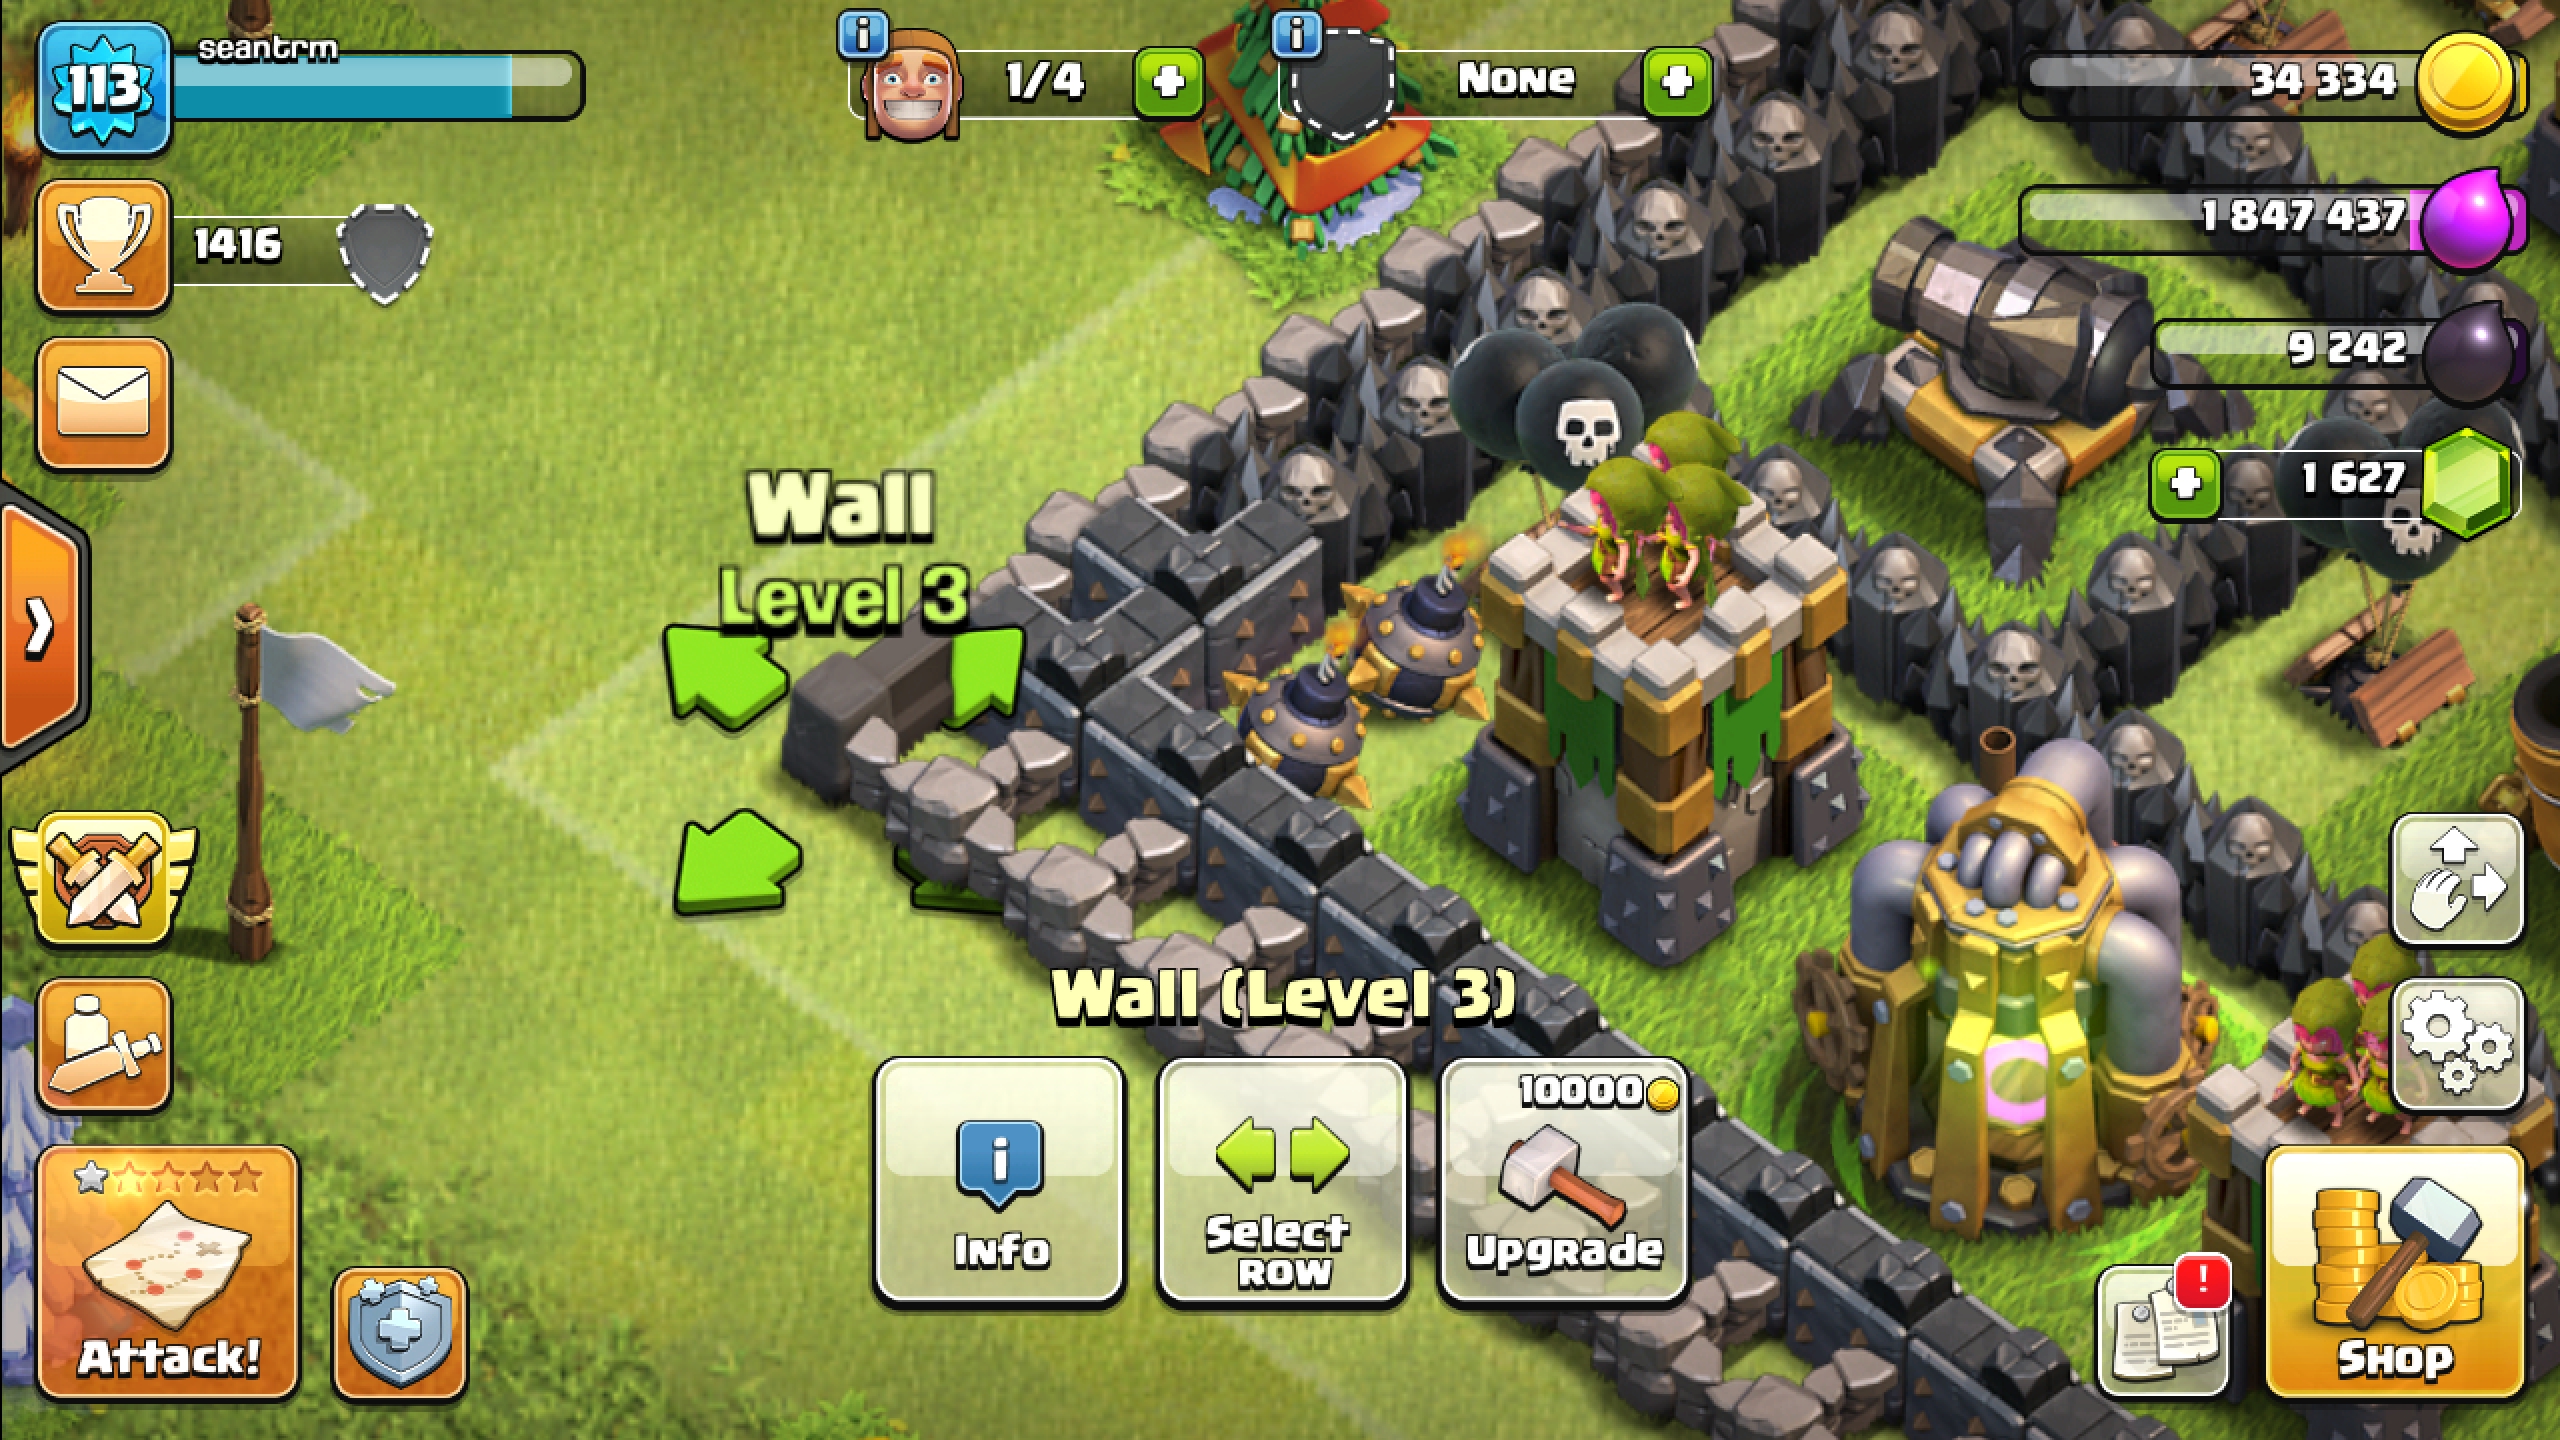 113
seantrm
1/4
None
34 334
1416
1 847 437
9 242
1 627
Wall
Level 3
Wall (Level 3)
Info
Select
Row
10000
Upgrade
Attack!
!
Shop